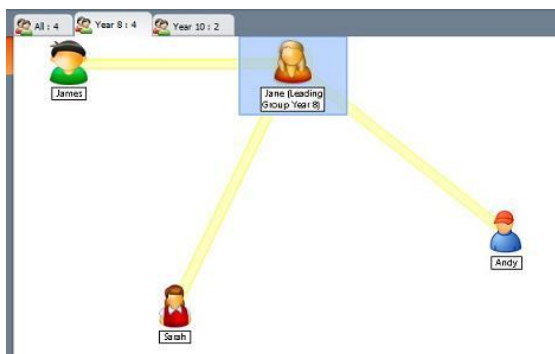 All : 4
Year 8 : 4
Year 10 : 2
James
Jane (Leading
Group Year 8)
Andy
Sarah